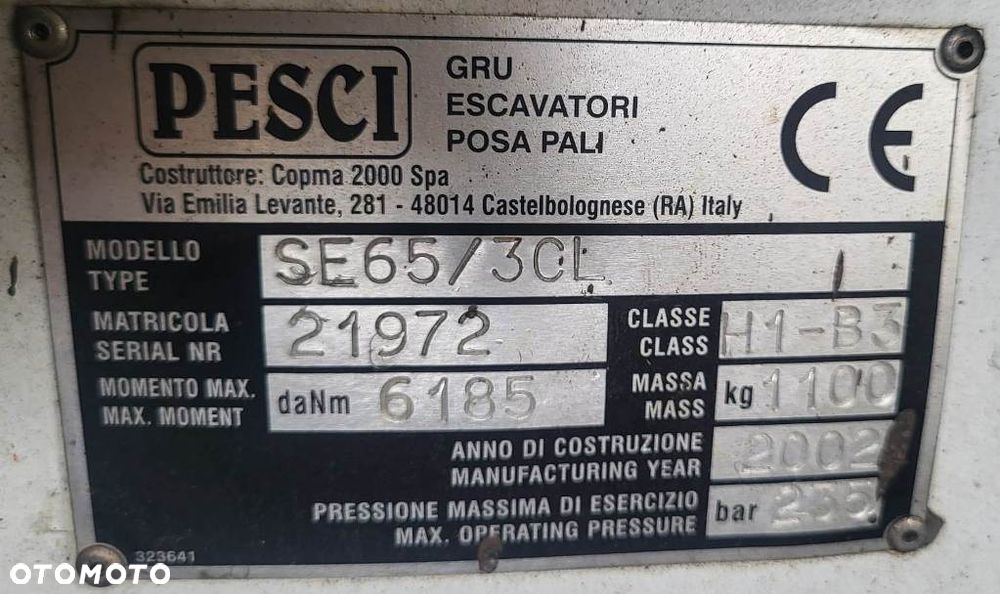 PESCI
GRU
ESCAVATORI
POSA PALI
CE
Costruttore: Copma 2000 Spa
Via Emilia Levante, 281 - 48014 Castelbolognese (RA) Italy
MODELLO
TYPE
SE65/3CL
MATRICOLA
SERIAL NR
21972
CLASSE
CLASS
H1-B3
MOMENTO MAX.
MAX. MOMENT
daNm 6185
MASSA
MASS
kg 1100
ANNO DI COSTRUZIONE
MANUFACTURING YEAR
2002
PRESSIONE MASSIMA DI ESERCIZIO
MAX. OPERATING PRESSURE
bar
323641
OTOMOTO